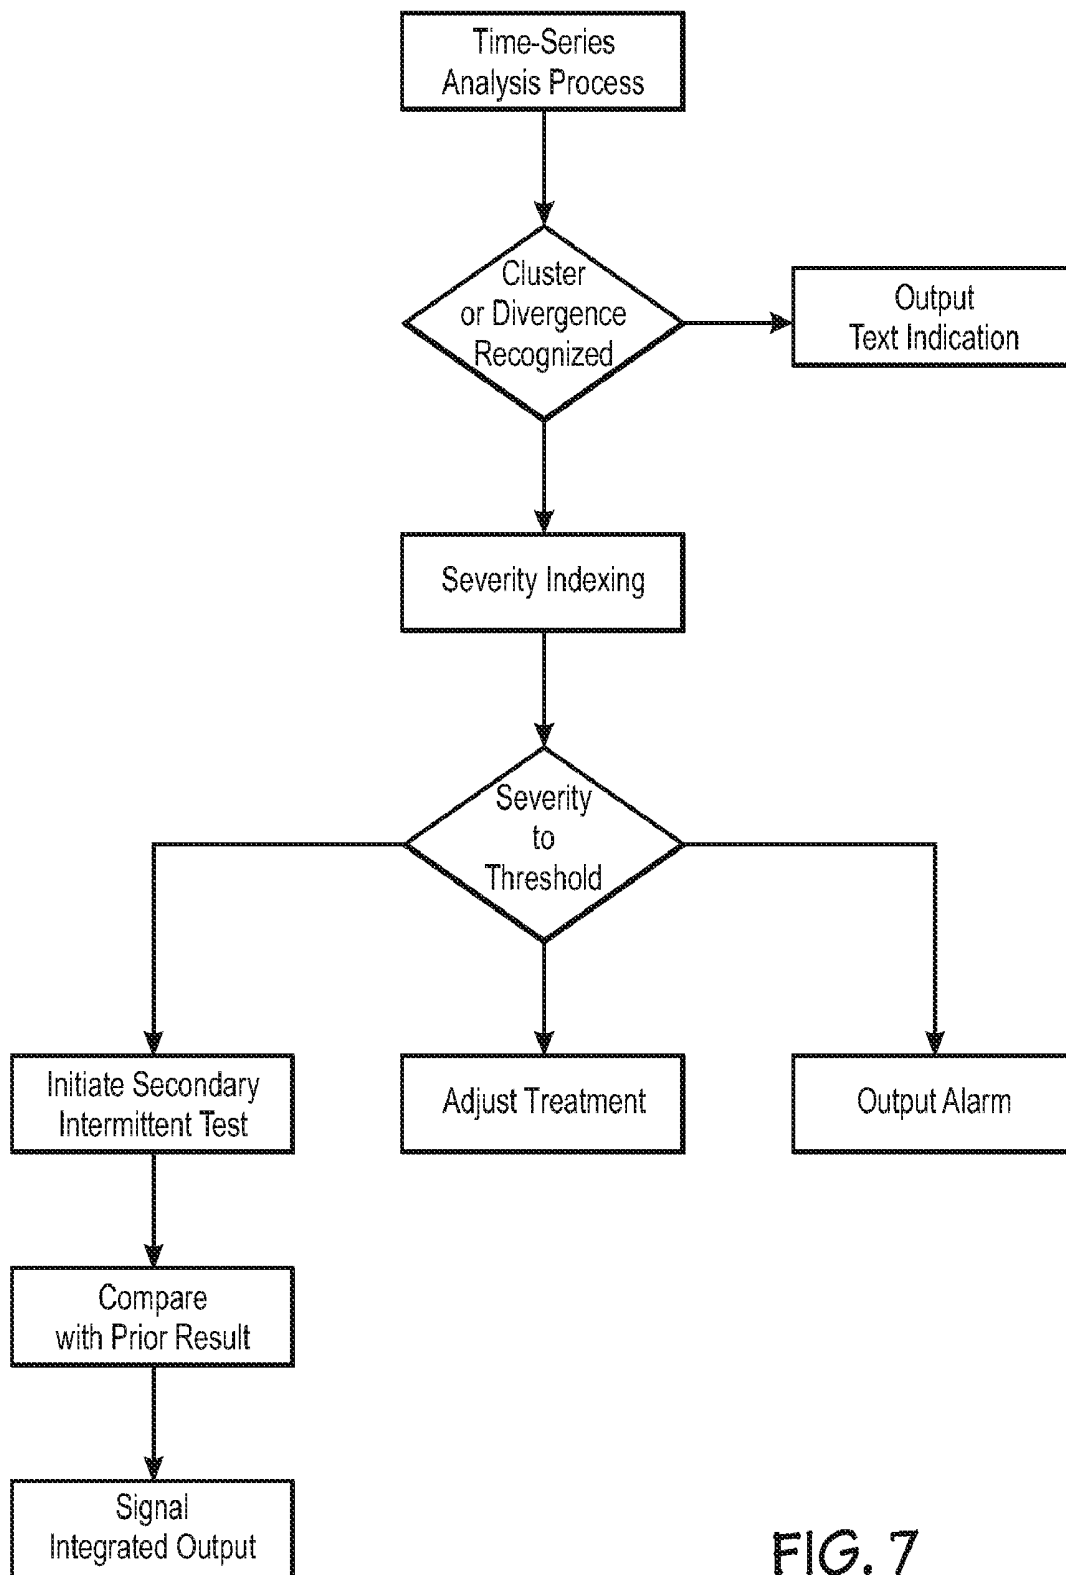 Time-Series
Analysis Process
Cluster
or Divergence
Recognized
Output
Text Indication
Severity Indexing
Severity
to
Threshold
Initiate Secondary
Intermittent Test
Adjust Treatment
Output Alarm
Compare
with Prior Result
Signal
Integrated Output
FIG. 7